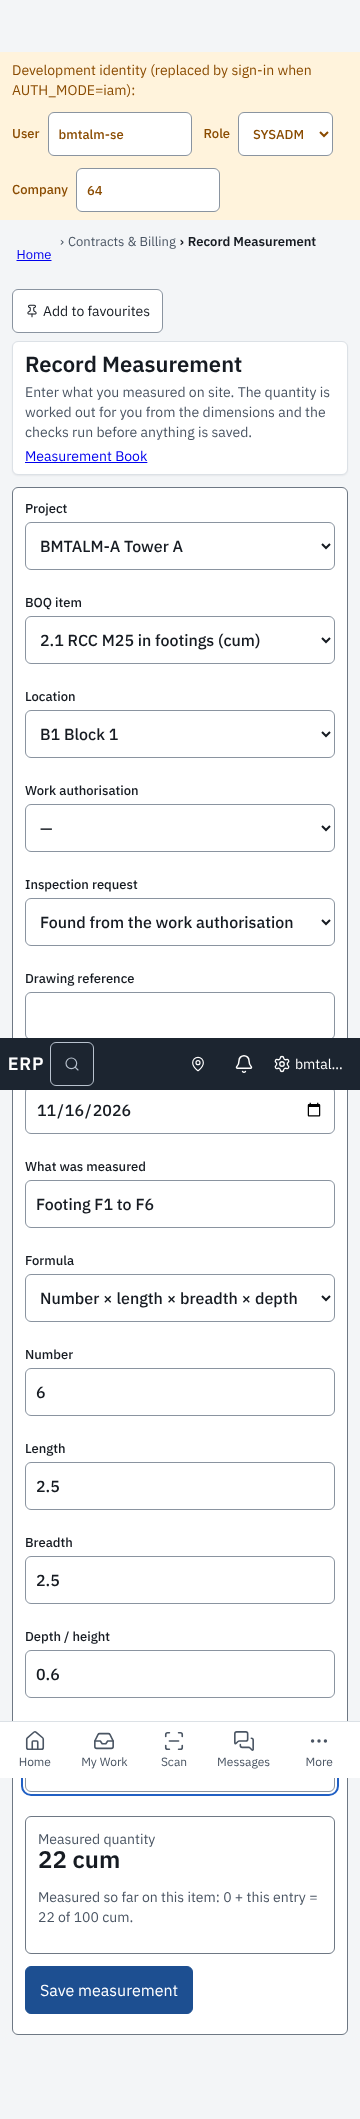 Development identity (replaced by sign-in when
AUTH_MODE=iam):
User bmtalm-se Role SYSADM
Company 64
Home › Contracts & Billing › Record Measurement
Add to favourites
Record Measurement
Enter what you measured on site. The quantity is
worked out for you from the dimensions and the
checks run before anything is saved.
Measurement Book
Project
BMTALM-A Tower A
BOQ item
2.1 RCC M25 in footings (cum)
Location
B1 Block 1
Work authorisation
—
Inspection request
Found from the work authorisation
Drawing reference
ERP bmtal...
11/16/2026
What was measured
Footing F1 to F6
Formula
Number × length × breadth × depth
Number
6
Length
2.5
Breadth
2.5
Depth / height
0.6
Home My Work Scan Messages More
Measured quantity
22 cum
Measured so far on this item: 0 + this entry =
22 of 100 cum.
Save measurement